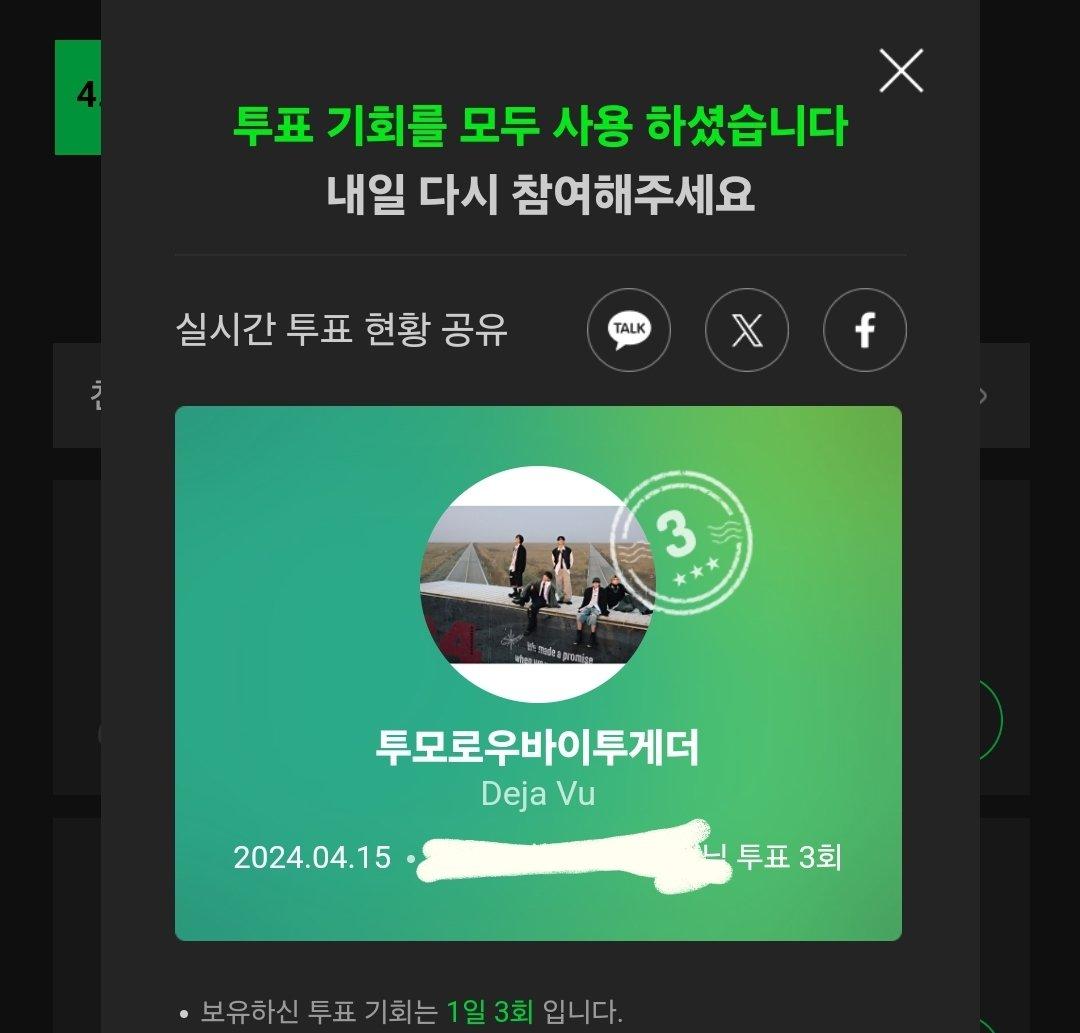 4.
투표 기회를 모두 사용 하셨습니다
내일 다시 참여해주세요
실시간 투표 현황 공유
TALK
3
We made a promise
투모로우바이투게더
Deja Vu
2024.04.15 • 투표 3회
• 보유하신 투표 기회는 1일 3회 입니다.